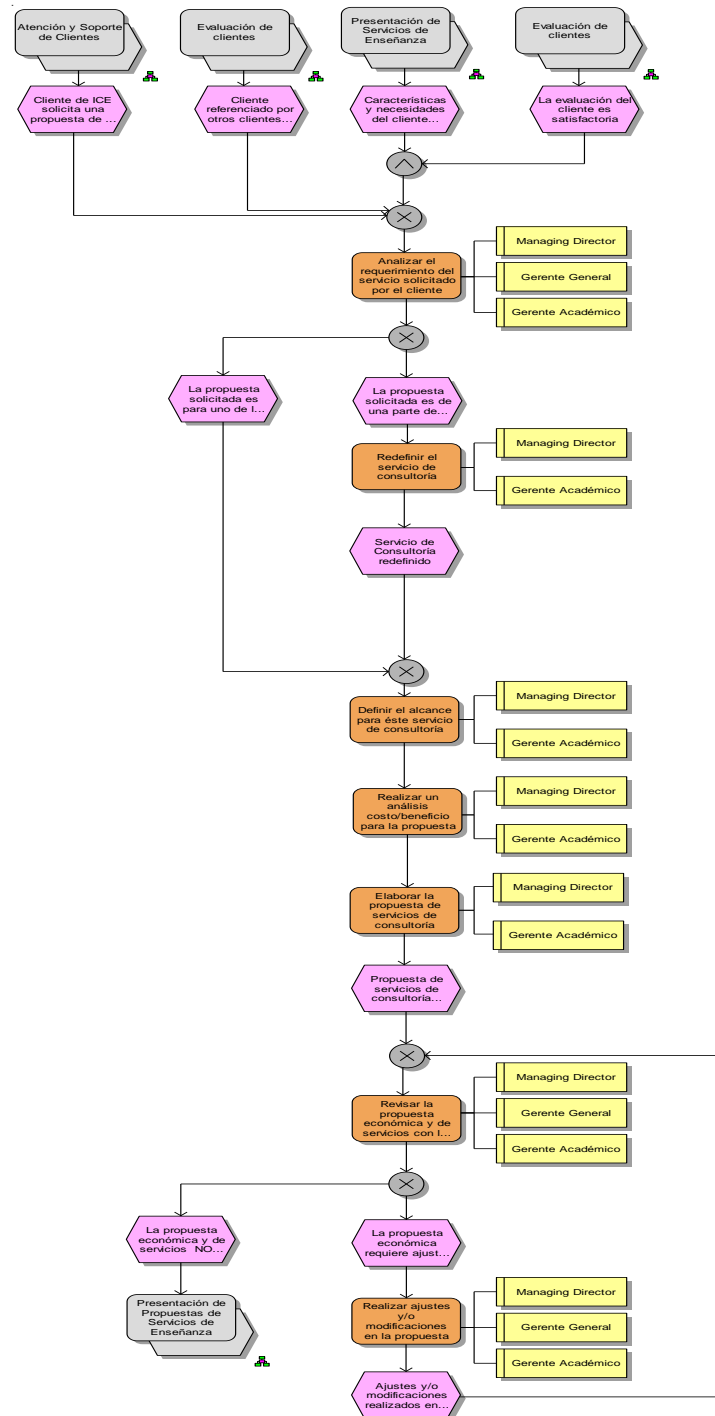 Atención y Soporte
de Clientes
Evaluación de
clientes
Presentación de
Servicios de
Enseñanza
Evaluación de
clientes
Cliente de ICE
solicita una
propuesta de ...
Cliente
referenciado por
otros clientes...
Características
y necesidades
del cliente...
La evaluación del
cliente es
satisfactoria
Analizar el
requerimiento del
servicio solicitado
por el cliente
Managing Director
Gerente General
Gerente Académico
La propuesta
solicitada es
para uno de l...
La propuesta
solicitada es de
una parte de...
Redefinir el
servicio de
consultoría
Managing Director
Gerente Académico
Servicio de
Consultoría
redefinido
Definir el alcance
para éste servicio
de consultoría
Managing Director
Gerente Académico
Realizar un
análisis
costo/beneficio
para la propuesta
Managing Director
Gerente Académico
Elaborar la
propuesta de
servicios de
consultoría
Managing Director
Gerente Académico
Propuesta de
servicios de
consultoría...
Revisar la
propuesta
económica y de
servicios con l...
Managing Director
Gerente General
Gerente Académico
La propuesta
económica y de
servicios NO...
La propuesta
económica
requiere ajust...
Presentación de
Propuestas de
Servicios de
Enseñanza
Realizar ajustes
y/o
modificaciones
en la propuesta
Managing Director
Gerente General
Gerente Académico
Ajustes y/o
modificaciones
realizados en...